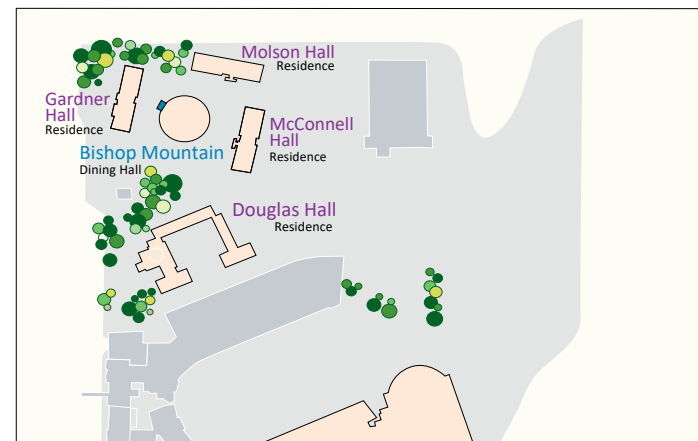 Molson Hall
Residence
Gardner
Hall
Residence
McConnell
Hall
Residence
Bishop Mountain
Dining Hall
Douglas Hall
Residence